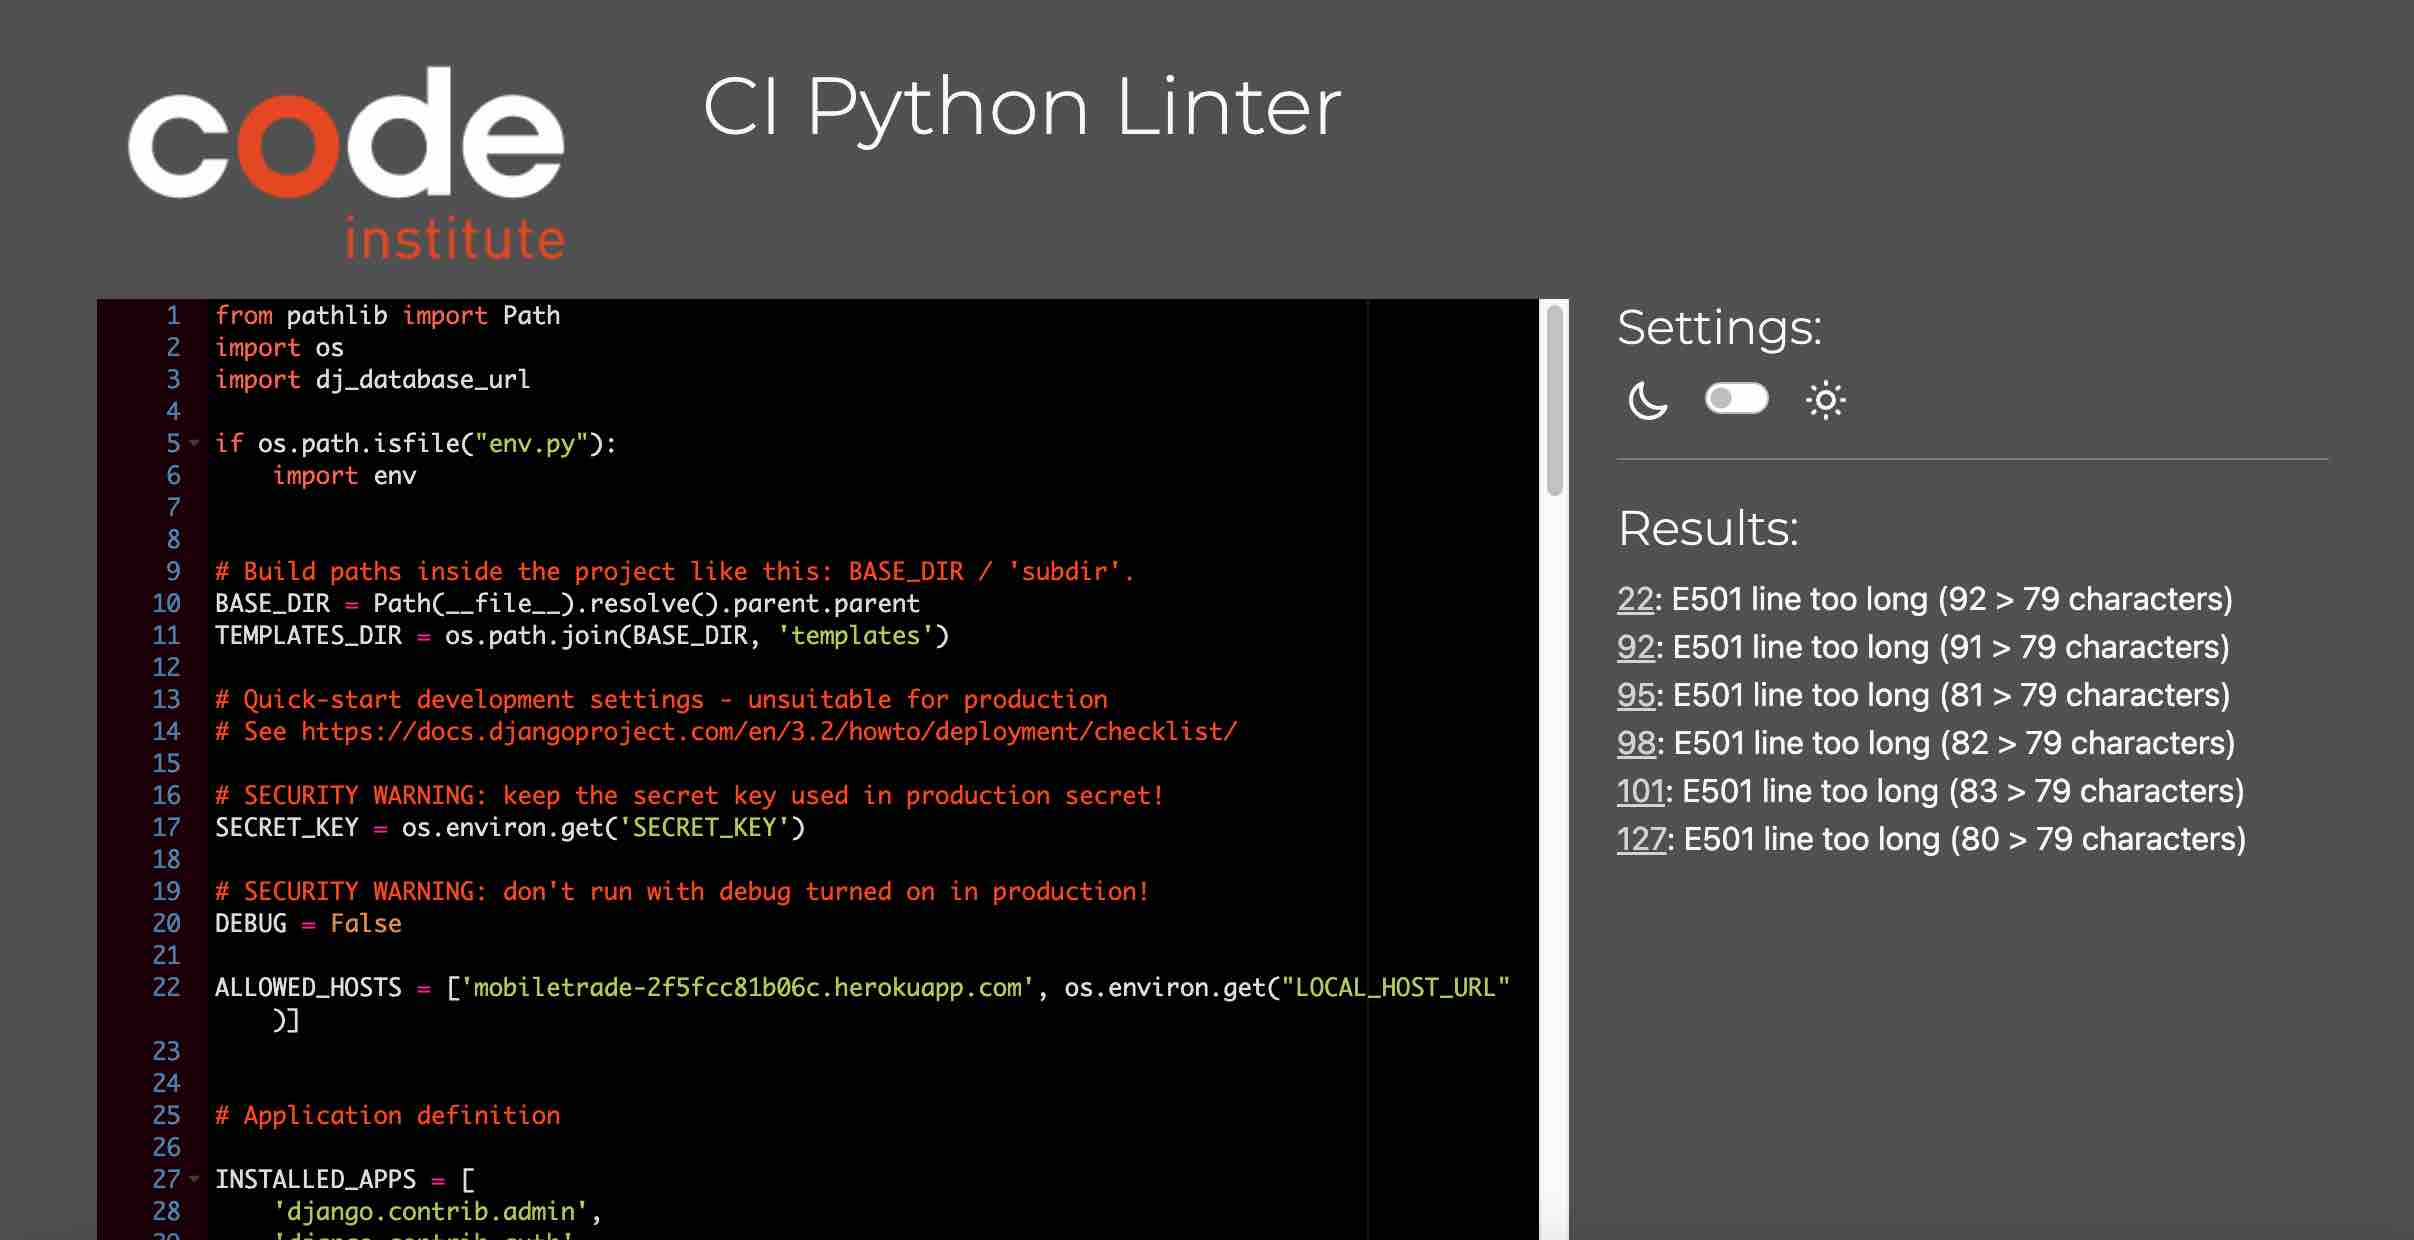 code
institute
CI Python Linter
1 from pathlib import Path
2 import os
3 import dj_database_url
4
5 if os.path.isfile("env.py"):
6     import env
7
8
9 # Build paths inside the project like this: BASE_DIR / 'subdir'.
10 BASE_DIR = Path(__file__).resolve().parent.parent
11 TEMPLATES_DIR = os.path.join(BASE_DIR, 'templates')
12
13 # Quick-start development settings - unsuitable for production
14 # See https://docs.djangoproject.com/en/3.2/howto/deployment/checklist/
15
16 # SECURITY WARNING: keep the secret key used in production secret!
17 SECRET_KEY = os.environ.get('SECRET_KEY')
18
19 # SECURITY WARNING: don't run with debug turned on in production!
20 DEBUG = False
21
22 ALLOWED_HOSTS = ['mobiletrade-2f5fcc81b06c.herokuapp.com', os.environ.get("LOCAL_HOST_URL"
)]
23
24
25 # Application definition
26
27 INSTALLED_APPS = [
28     'django.contrib.admin',
Settings:
Results:
22: E501 line too long (92 > 79 characters)
92: E501 line too long (91 > 79 characters)
95: E501 line too long (81 > 79 characters)
98: E501 line too long (82 > 79 characters)
101: E501 line too long (83 > 79 characters)
127: E501 line too long (80 > 79 characters)